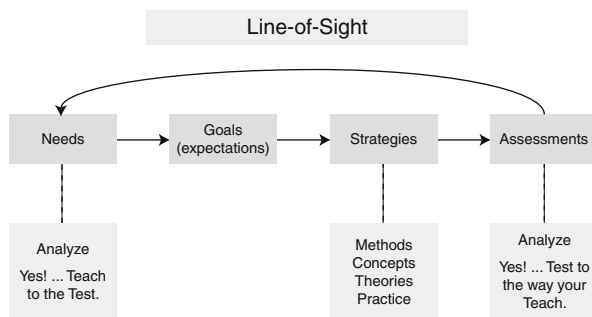 Line-of-Sight
Needs
Goals
(expectations)
Strategies
Assessments
Analyze
Yes! ... Teach
to the Test.
Methods
Concepts
Theories
Practice
Analyze
Yes! ... Test to
the way your
Teach.